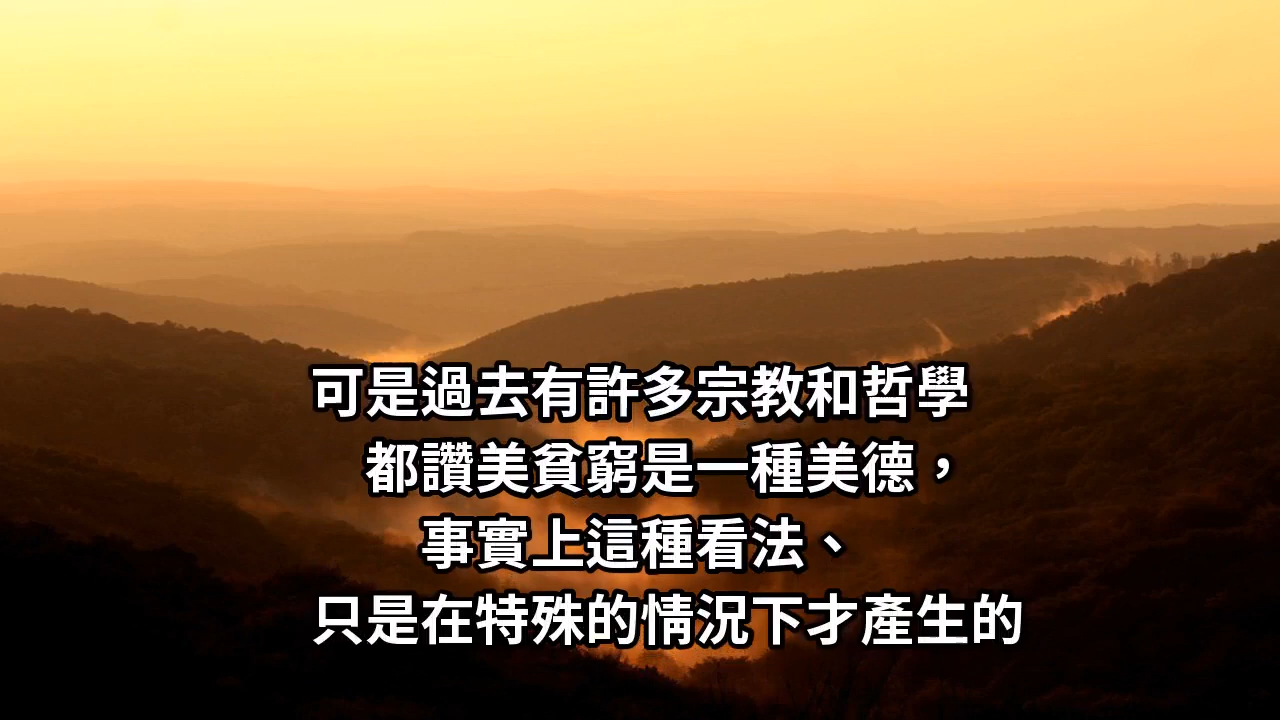 可是過去有許多宗教和哲學
都讚美貧窮是一種美德，
事實上這種看法、
只是在特殊的情況下才產生的